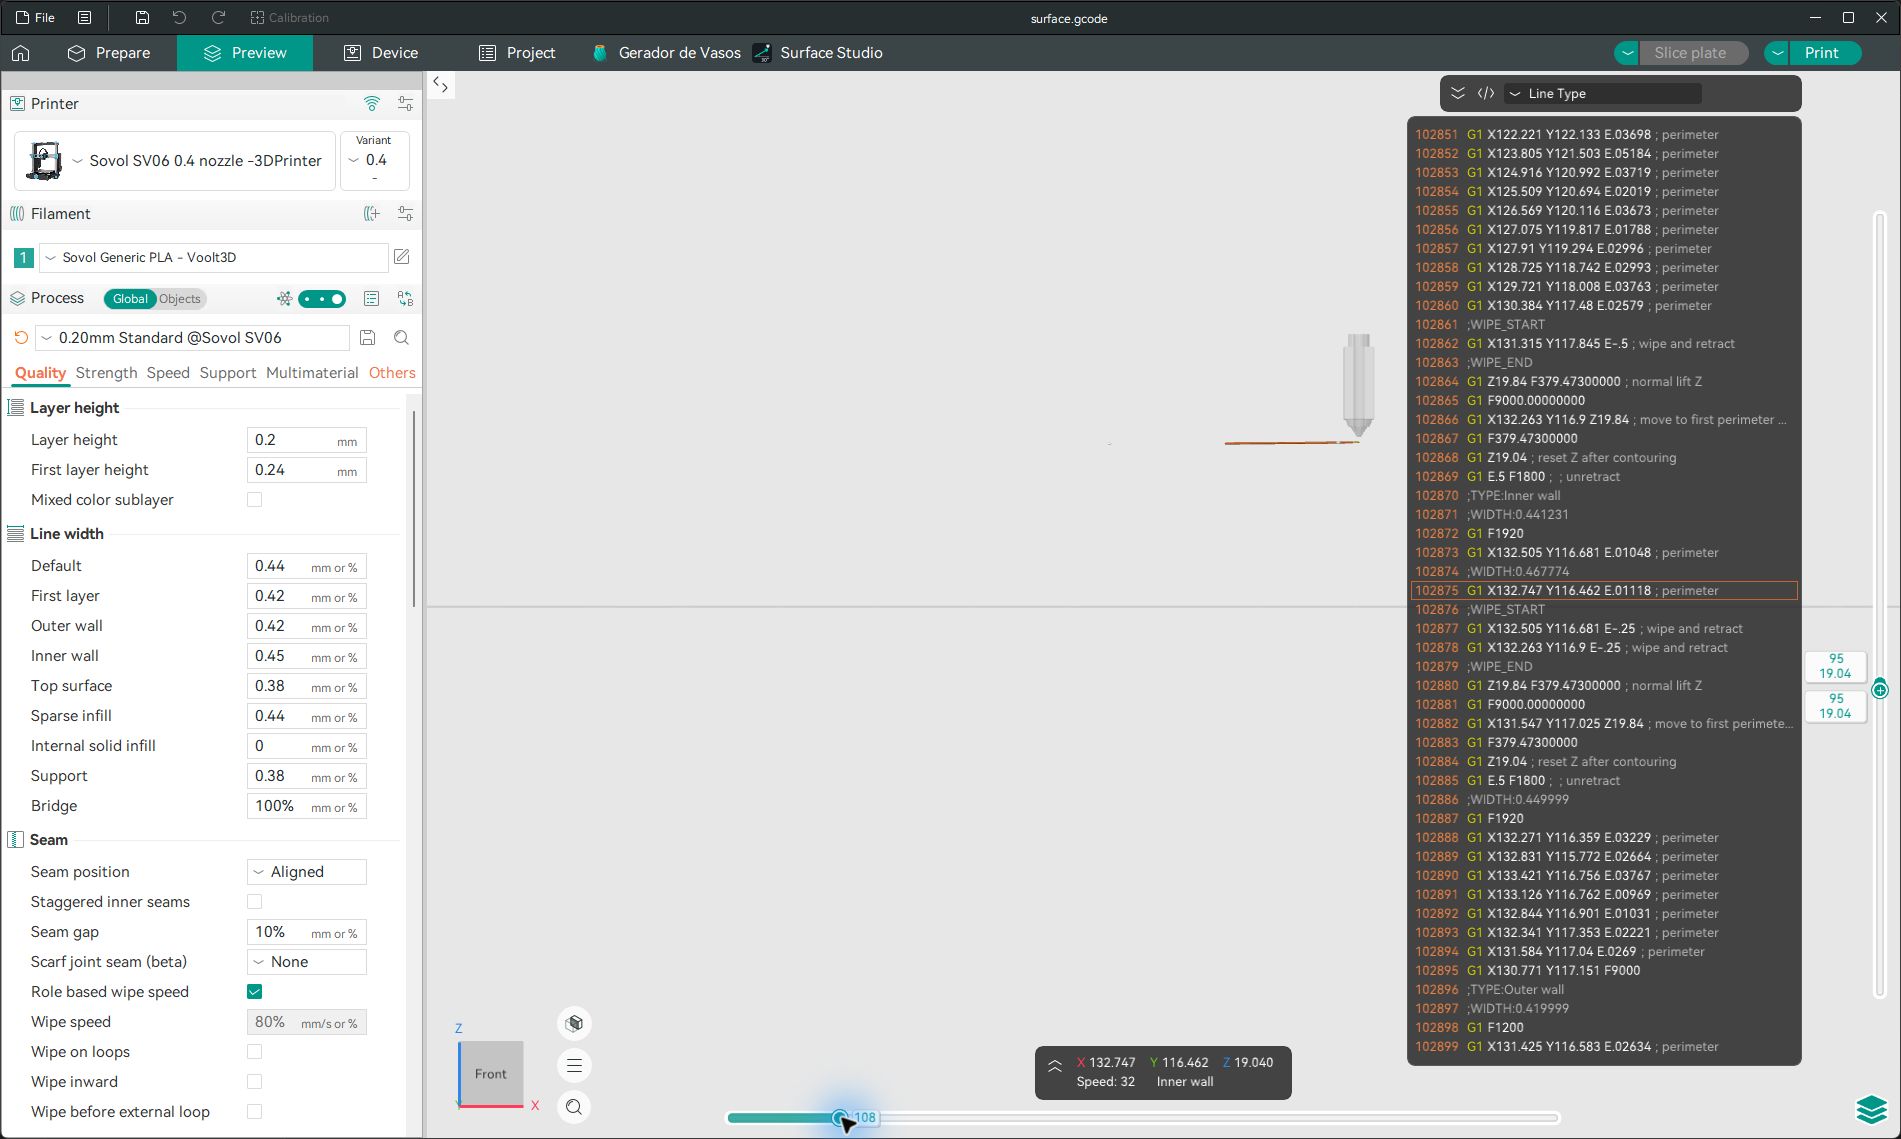 File
Calibration
surface.gcode
Prepare
Preview
Device
Project
Gerador de Vasos
Surface Studio
Slice plate
Print
Printer
Sovol SV06 0.4 nozzle -3DPrinter
Variant
0.4
-
Filament
1
Sovol Generic PLA - Voolt3D
Process
Global
Objects
0.20mm Standard @Sovol SV06
Quality Strength Speed Support Multimaterial Others
Layer height
Layer height 0.2 mm
First layer height 0.24 mm
Mixed color sublayer
Line width
Default 0.44 mm or %
First layer 0.42 mm or %
Outer wall 0.42 mm or %
Inner wall 0.45 mm or %
Top surface 0.38 mm or %
Sparse infill 0.44 mm or %
Internal solid infill 0 mm or %
Support 0.38 mm or %
Bridge 100% mm or %
Seam
Seam position Aligned
Staggered inner seams
Seam gap 10% mm or %
Scarf joint seam (beta) None
Role based wipe speed
Wipe speed 80% mm/s or %
Wipe on loops
Wipe inward
Wipe before external loop
Line Type
102851 G1 X122.221 Y122.133 E.03698 ; perimeter
102852 G1 X123.805 Y121.503 E.05184 ; perimeter
102853 G1 X124.916 Y120.992 E.03719 ; perimeter
102854 G1 X125.509 Y120.694 E.02019 ; perimeter
102855 G1 X126.569 Y120.116 E.03673 ; perimeter
102856 G1 X127.075 Y119.817 E.01788 ; perimeter
102857 G1 X127.91 Y119.294 E.02996 ; perimeter
102858 G1 X128.725 Y118.742 E.02993 ; perimeter
102859 G1 X129.721 Y118.008 E.03763 ; perimeter
102860 G1 X130.384 Y117.48 E.02579 ; perimeter
102861 ;WIPE_START
102862 G1 X131.315 Y117.845 E-.5 ; wipe and retract
102863 ;WIPE_END
102864 G1 Z19.84 F379.47300000 ; normal lift Z
102865 G1 F9000.00000000
102866 G1 X132.263 Y116.9 Z19.84 ; move to first perimeter ...
102867 G1 F379.47300000
102868 G1 Z19.04 ; reset Z after contouring
102869 G1 E.5 F1800 ; ; unretract
102870 ;TYPE:Inner wall
102871 ;WIDTH:0.441231
102872 G1 F1920
102873 G1 X132.505 Y116.681 E.01048 ; perimeter
102874 ;WIDTH:0.467774
102875 G1 X132.747 Y116.462 E.01118 ; perimeter
102876 ;WIPE_START
102877 G1 X132.505 Y116.681 E-.25 ; wipe and retract
102878 G1 X132.263 Y116.9 E-.25 ; wipe and retract
102879 ;WIPE_END
102880 G1 Z19.84 F379.47300000 ; normal lift Z
102881 G1 F9000.00000000
102882 G1 X131.547 Y117.025 Z19.84 ; move to first perimete...
102883 G1 F379.47300000
102884 G1 Z19.04 ; reset Z after contouring
102885 G1 E.5 F1800 ; ; unretract
102886 ;WIDTH:0.449999
102887 G1 F1920
102888 G1 X132.271 Y116.359 E.03229 ; perimeter
102889 G1 X132.831 Y115.772 E.02664 ; perimeter
102890 G1 X133.421 Y116.756 E.03767 ; perimeter
102891 G1 X133.126 Y116.762 E.00969 ; perimeter
102892 G1 X132.844 Y116.901 E.01031 ; perimeter
102893 G1 X132.341 Y117.353 E.02221 ; perimeter
102894 G1 X131.584 Y117.04 E.0269 ; perimeter
102895 G1 X130.771 Y117.151 F9000
102896 ;TYPE:Outer wall
102897 ;WIDTH:0.419999
102898 G1 F1200
102899 G1 X131.425 Y116.583 E.02634 ; perimeter
95
19.04
95
19.04
Z
Front
Y
X
X 132.747 Y 116.462 Z 19.040
Speed: 32 Inner wall
108